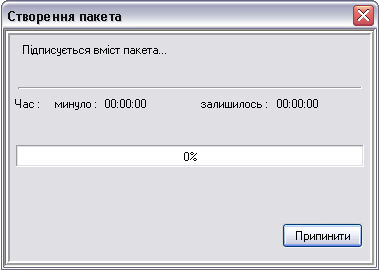 Створення пакета
Підписується вміст пакета...
Час : минуло : 00:00:00 залишилось : 00:00:00
0%
Припинити